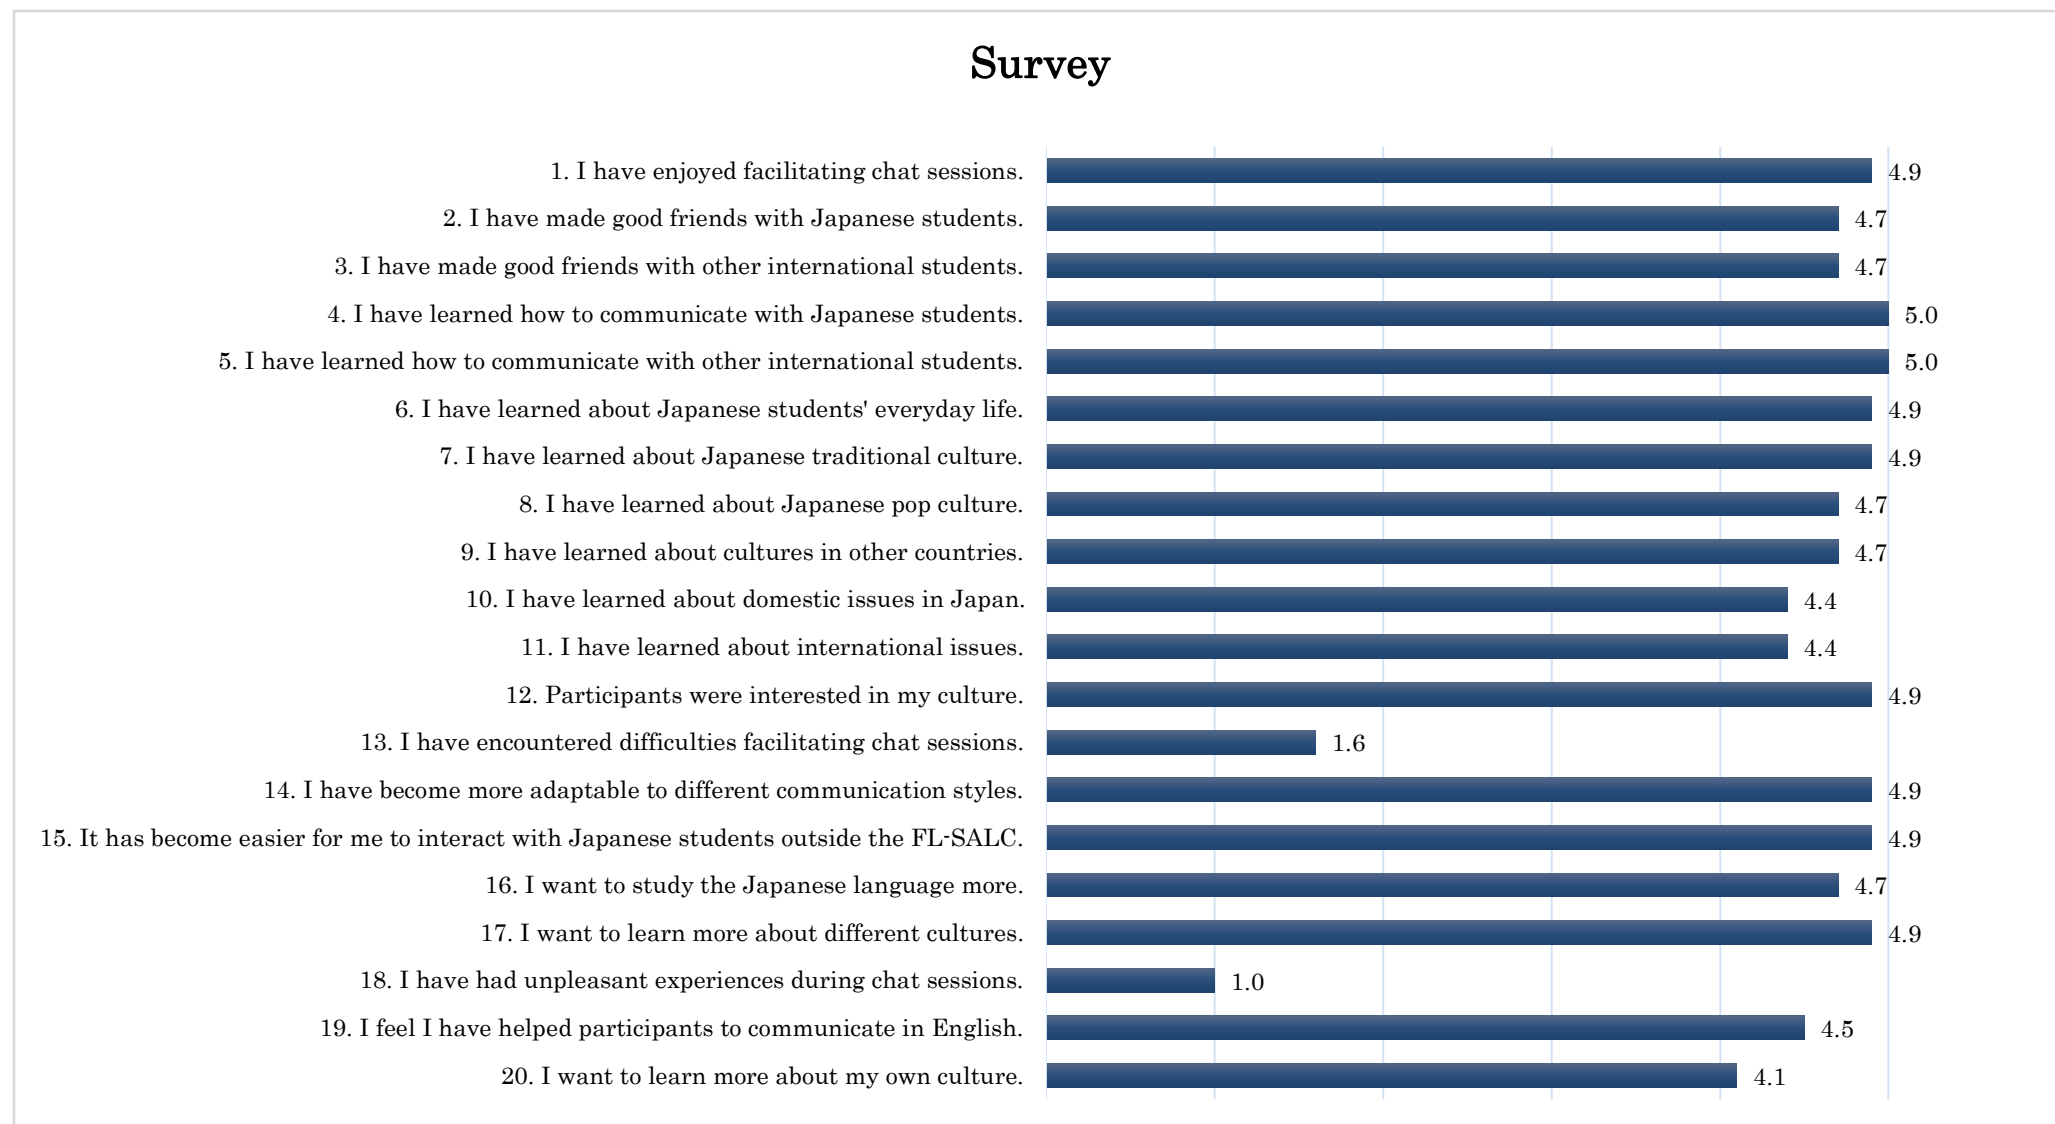 Survey
1. I have enjoyed facilitating chat sessions. 4.9
2. I have made good friends with Japanese students. 4.7
3. I have made good friends with other international students. 4.7
4. I have learned how to communicate with Japanese students. 5.0
5. I have learned how to communicate with other international students. 5.0
6. I have learned about Japanese students' everyday life. 4.9
7. I have learned about Japanese traditional culture. 4.9
8. I have learned about Japanese pop culture. 4.7
9. I have learned about cultures in other countries. 4.7
10. I have learned about domestic issues in Japan. 4.4
11. I have learned about international issues. 4.4
12. Participants were interested in my culture. 4.9
13. I have encountered difficulties facilitating chat sessions. 1.6
14. I have become more adaptable to different communication styles. 4.9
15. It has become easier for me to interact with Japanese students outside the FL-SALC. 4.9
16. I want to study the Japanese language more. 4.7
17. I want to learn more about different cultures. 4.9
18. I have had unpleasant experiences during chat sessions. 1.0
19. I feel I have helped participants to communicate in English. 4.5
20. I want to learn more about my own culture. 4.1